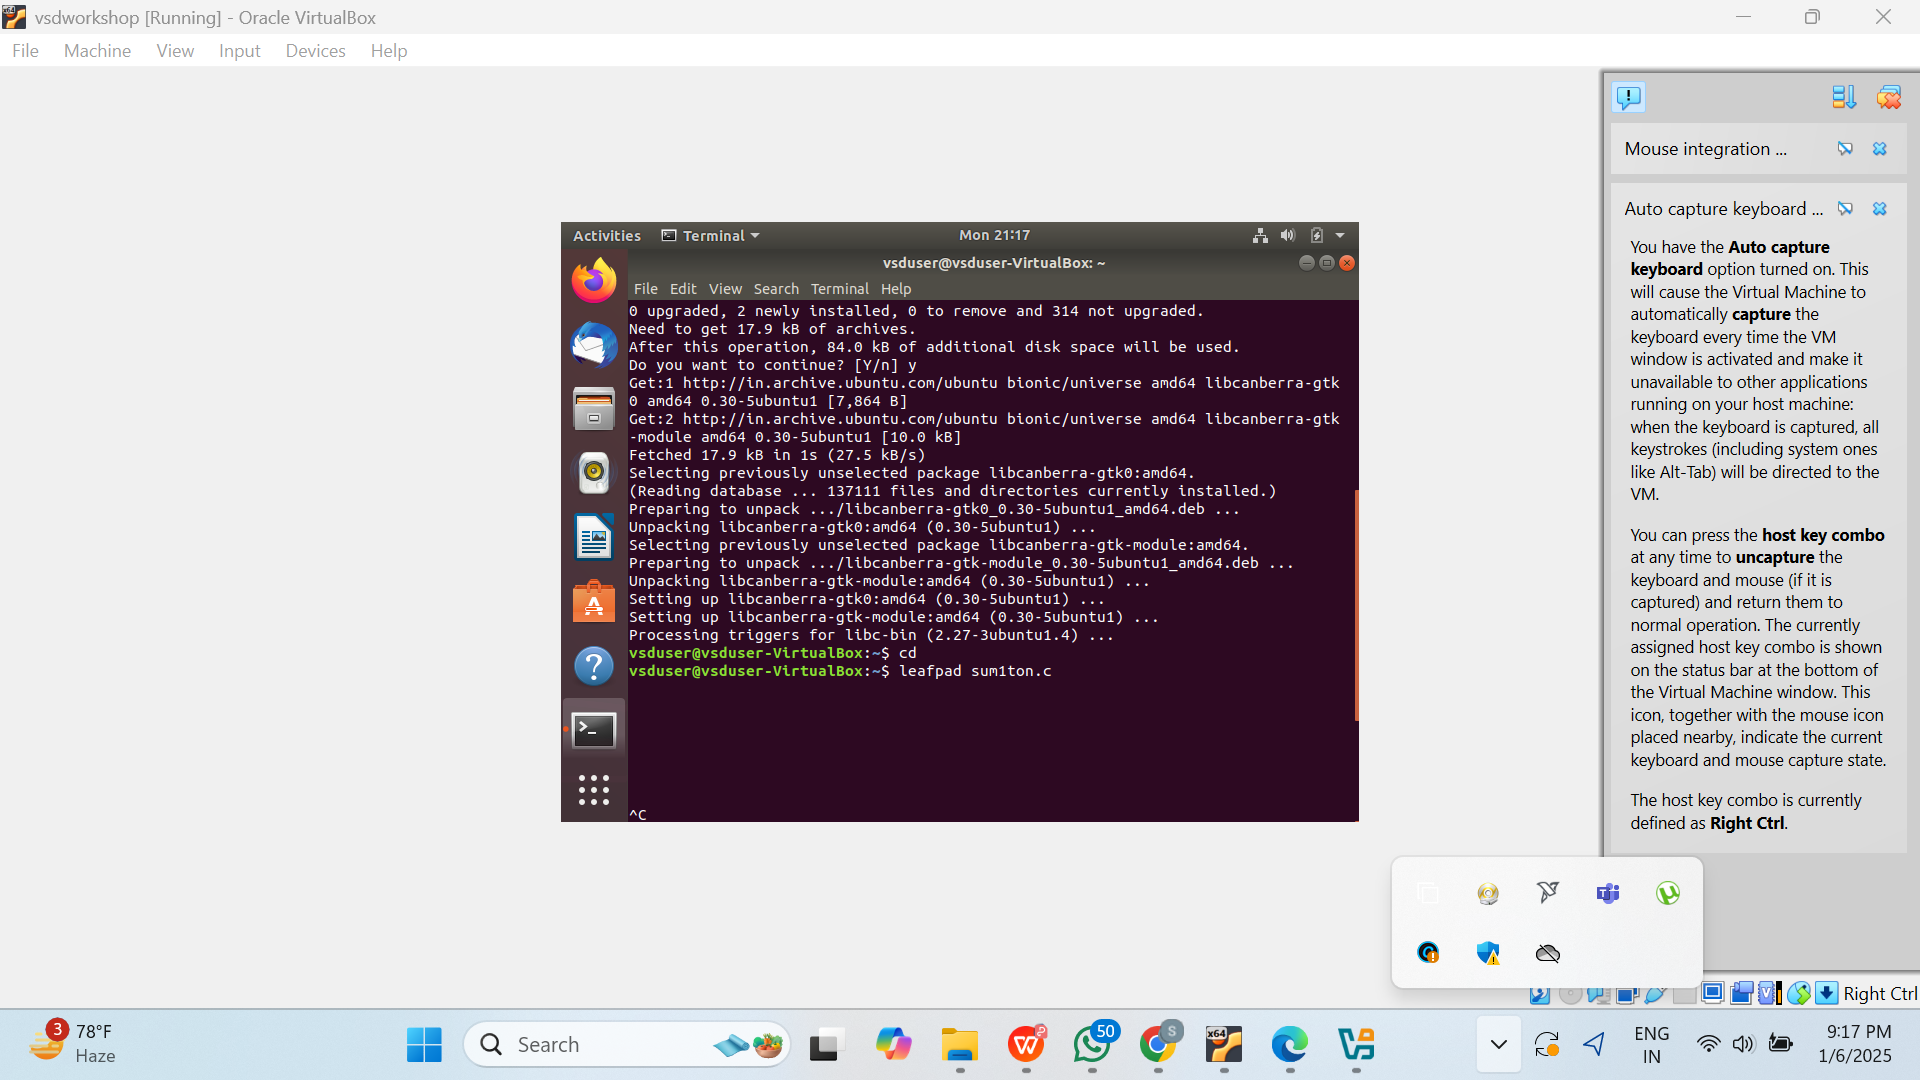 vsdworkshop [Running] - Oracle VirtualBox
File Machine View Input Devices Help
Mouse integration ...
Auto capture keyboard ...
You have the Auto capture
keyboard option turned on. This
will cause the Virtual Machine to
automatically capture the
keyboard every time the VM
window is activated and make it
unavailable to other applications
running on your host machine:
when the keyboard is captured, all
keystrokes (including system ones
like Alt-Tab) will be directed to the
VM.
You can press the host key combo
at any time to uncapture the
keyboard and mouse (if it is
captured) and return them to
normal operation. The currently
assigned host key combo is shown
on the status bar at the bottom of
the Virtual Machine window. This
icon, together with the mouse icon
placed nearby, indicate the current
keyboard and mouse capture state.
The host key combo is currently
defined as Right Ctrl.
Activities Terminal Mon 21:17
vsduser@vsduser-VirtualBox: ~
File Edit View Search Terminal Help
0 upgraded, 2 newly installed, 0 to remove and 314 not upgraded.
Need to get 17.9 kB of archives.
After this operation, 84.0 kB of additional disk space will be used.
Do you want to continue? [Y/n] y
Get:1 http://in.archive.ubuntu.com/ubuntu bionic/universe amd64 libcanberra-gtk
0 amd64 0.30-5ubuntu1 [7,864 B]
Get:2 http://in.archive.ubuntu.com/ubuntu bionic/universe amd64 libcanberra-gtk
-module amd64 0.30-5ubuntu1 [10.0 kB]
Fetched 17.9 kB in 1s (27.5 kB/s)
Selecting previously unselected package libcanberra-gtk0:amd64.
(Reading database ... 137111 files and directories currently installed.)
Preparing to unpack .../libcanberra-gtk0_0.30-5ubuntu1_amd64.deb ...
Unpacking libcanberra-gtk0:amd64 (0.30-5ubuntu1) ...
Selecting previously unselected package libcanberra-gtk-module:amd64.
Preparing to unpack .../libcanberra-gtk-module_0.30-5ubuntu1_amd64.deb ...
Unpacking libcanberra-gtk-module:amd64 (0.30-5ubuntu1) ...
Setting up libcanberra-gtk0:amd64 (0.30-5ubuntu1) ...
Setting up libcanberra-gtk-module:amd64 (0.30-5ubuntu1) ...
Processing triggers for libc-bin (2.27-3ubuntu1.4) ...
vsduser@vsduser-VirtualBox:~$ cd
vsduser@vsduser-VirtualBox:~$ leafpad sum1ton.c
^C
Right Ctrl
3
78°F
Haze
Search
50
S
x64
ENG
IN
9:17 PM
1/6/2025